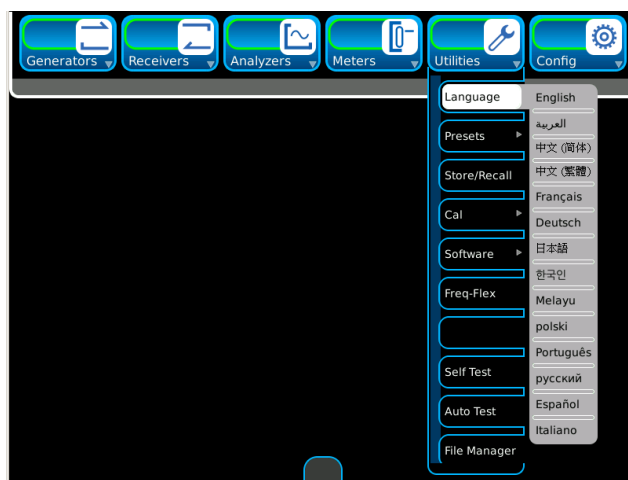 Generators
Receivers
Analyzers
Meters
Utilities
Config
Language
Presets
Store/Recall
Cal
Software
Freq-Flex
Self Test
Auto Test
File Manager
English
العربية
中文 (简体)
中文 (繁體)
Français
Deutsch
日本語
한국인
Melayu
polski
Português
русский
Español
Italiano